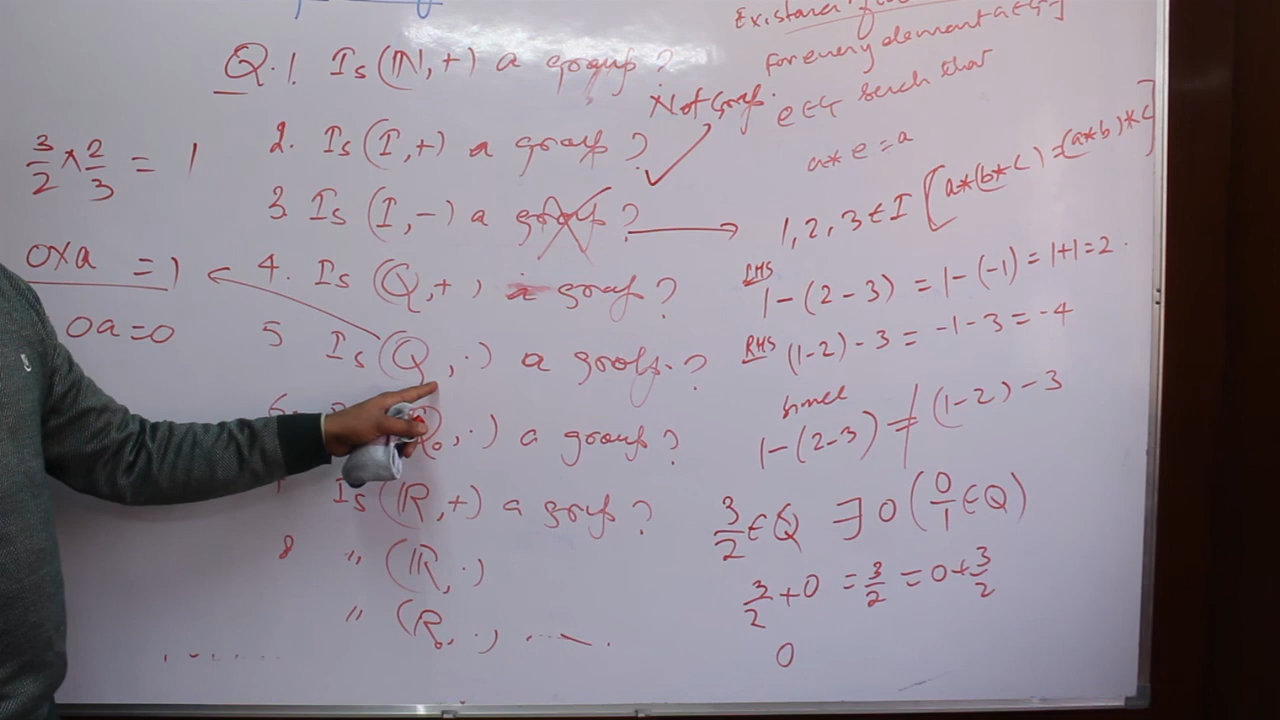 Q.1 Is (N, +) a group?
Not Group.
2. Is (I, +) a group?
3. Is (I, -) a group?
4. Is (Q, +) a group?
5 Is (Q, ·) a group?
6. , ·) a group?
Is (R, +) a group?
8 " (R, ·)
" (R₀, ·) .....
3/2 × 2/3 = 1
0×a = 1
0a=0
Existence
for every element a ∈ G ∃
e ∈ G such that
a * e = a
1, 2, 3 ∈ I [a*(b*c) = (a*b)*c]
LHS 1-(2-3) = 1-(-1) = 1+1 = 2.
RHS (1-2)-3 = -1-3 = -4
since
1-(2-3) ≠ (1-2)-3
3/2 ∈ Q ∃ 0 (0/1 ∈ Q)
3/2 + 0 = 3/2 = 0+3/2
0